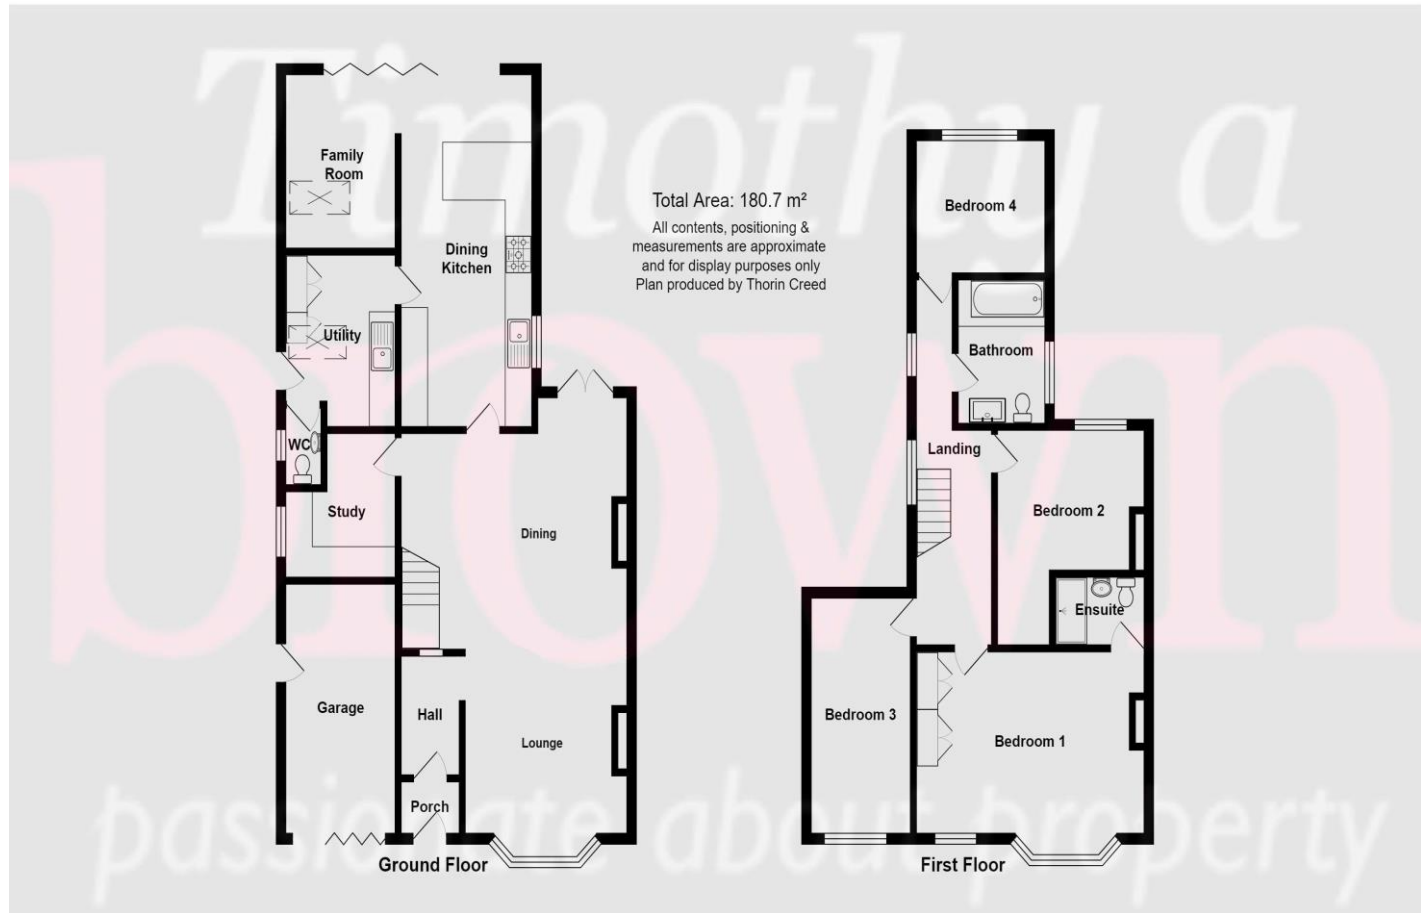 Timothy a
brown
passionate about property
Family
Room
Dining
Kitchen
Utility
WC
Study
Dining
Garage
Hall
Lounge
Porch
Ground Floor
Total Area: 180.7 m²
All contents, positioning &
measurements are approximate
and for display purposes only
Plan produced by Thorin Creed
Bedroom 4
Bathroom
Landing
Bedroom 2
Ensuite
Bedroom 3
Bedroom 1
First Floor